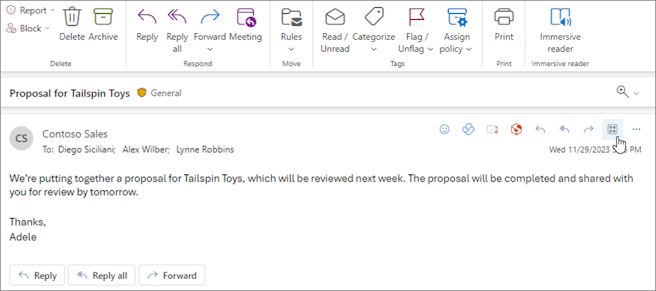 Report
Block
Delete
Archive
Delete
Reply
Reply all
Forward
Meeting
Respond
Rules
Move
Read / Unread
Categorize
Flag / Unflag
Assign policy
Tags
Print
Print
Immersive reader
Immersive reader
Proposal for Tailspin Toys General
CS
Contoso Sales
To: Diego Siciliani; Alex Wilber; Lynne Robbins
Wed 11/29/2023 PM
We're putting together a proposal for Tailspin Toys, which will be reviewed next week. The proposal will be completed and shared with
you for review by tomorrow.
Thanks,
Adele
Reply Reply all Forward